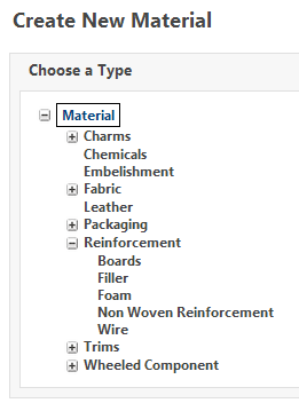 Create New Material
Choose a Type
Material
Charms
Chemicals
Embelishment
Fabric
Leather
Packaging
Reinforcement
Boards
Filler
Foam
Non Woven Reinforcement
Wire
Trims
Wheeled Component